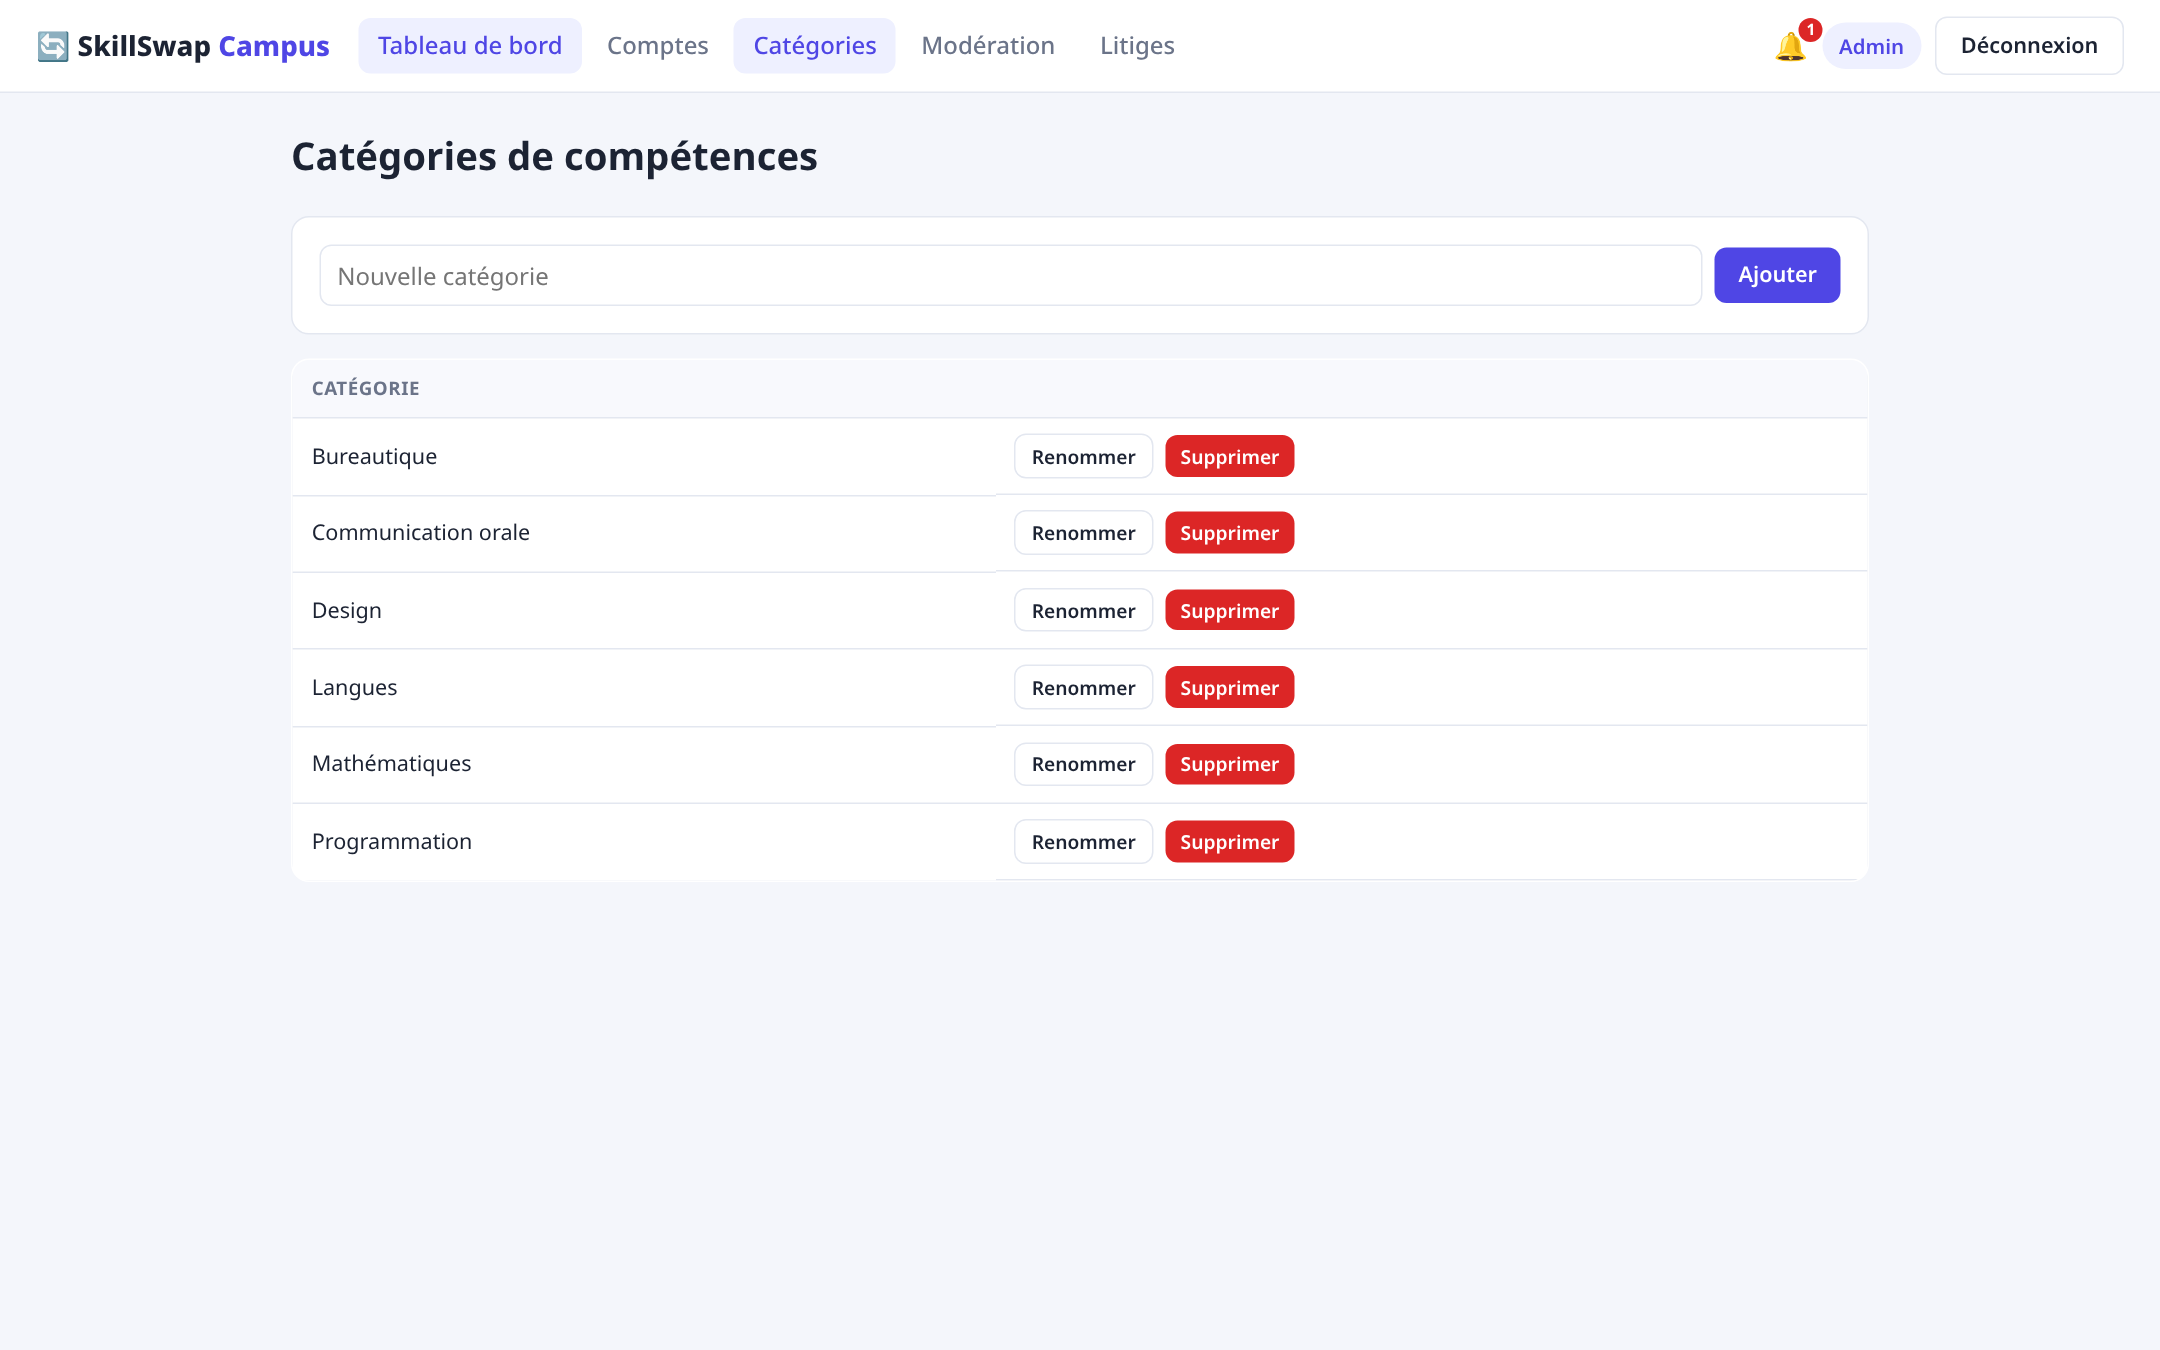 SkillSwap Campus Tableau de bord Comptes Catégories Modération Litiges 1 Admin Déconnexion
Catégories de compétences
Nouvelle catégorie Ajouter
CATÉGORIE
Bureautique Renommer Supprimer
Communication orale Renommer Supprimer
Design Renommer Supprimer
Langues Renommer Supprimer
Mathématiques Renommer Supprimer
Programmation Renommer Supprimer